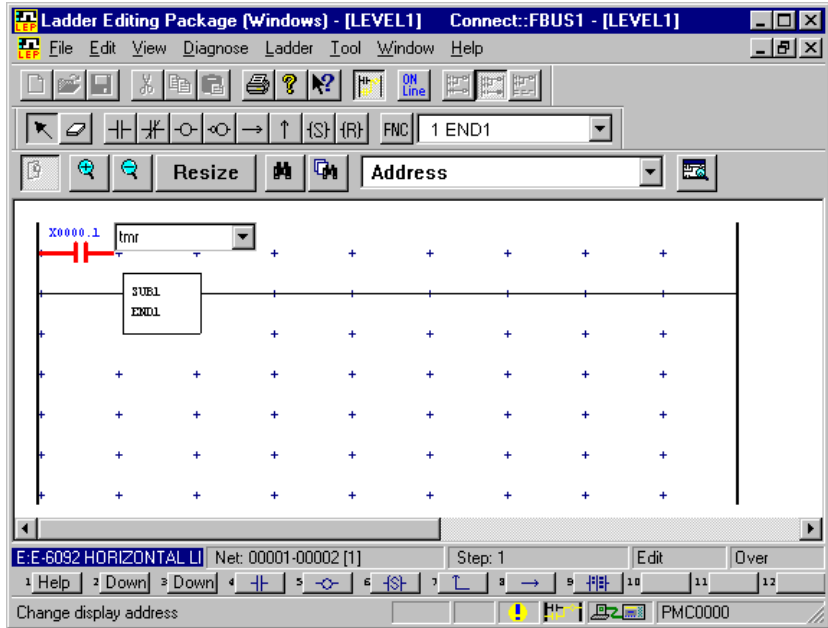 Ladder Editing Package (Windows) - [LEVEL1] Connect::FBUS1 - [LEVEL1]
LEP
File Edit View Diagnose Ladder Tool Window Help
ON Line
{S} {R} FNC 1 END1
Resize Address
X0000.1 tmr
SUB1
END1
E:E-6092 HORIZONTAL LI Net: 00001-00002 [1] Step: 1 Edit Over
1 Help 2 Down 3 Down 4 5 6 {S} 7 8 9 10 11 12
Change display address PMC0000